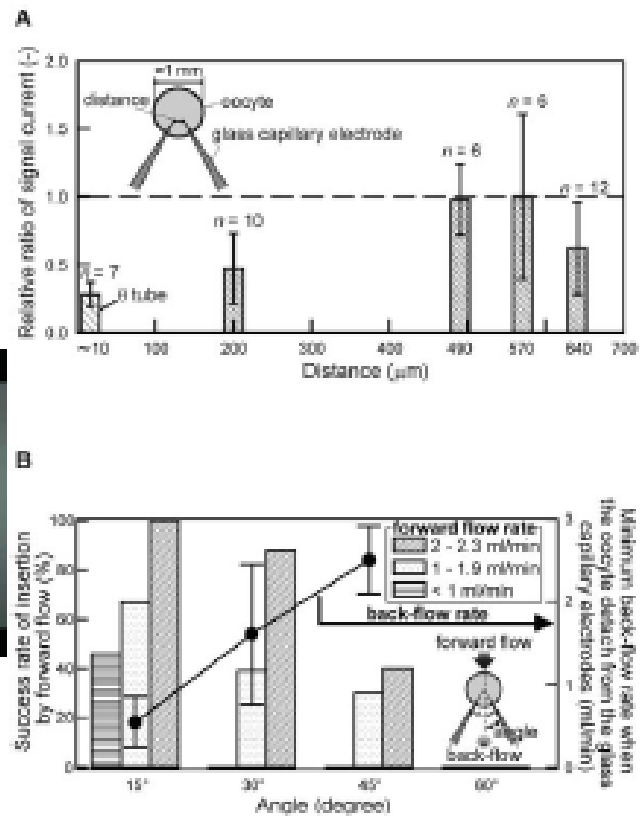 A
Relative ratio of signal current (-)
2.0
1.5
1.0
0.5
0.0
~1 mm
distance
oocyte
glass capillary electrode
n = 7
θ tube
n = 10
n = 6
n = 6
n = 12
~10 100 200 300 400 490 570 640 700
Distance (μm)
B
Success rate of insertion
by forward flow (%)
100
80
60
40
20
0
forward flow rate
2 - 2.3 ml/min
1 - 1.9 ml/min
< 1 ml/min
back-flow rate
forward flow
angle
back-flow
15° 30° 45° 60°
Angle (degree)
3
2
1
0
Minimum back-flow rate when
the oocyte detach from the glass
capillary electrodes (ml/min)